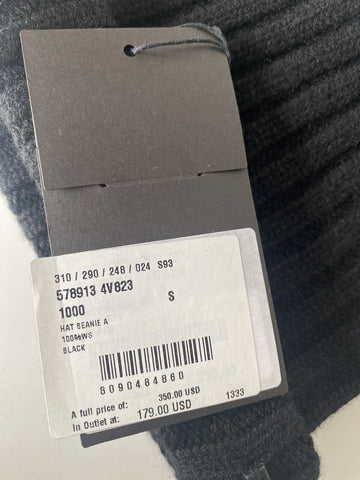 310 / 290 / 248 / 024 S93
578913 4V823
1000 S
HAT BEANIE A
100%WS
BLACK
8090484860
A full price of: 350.00 USD
In Outlet at: 179.00 USD 1333